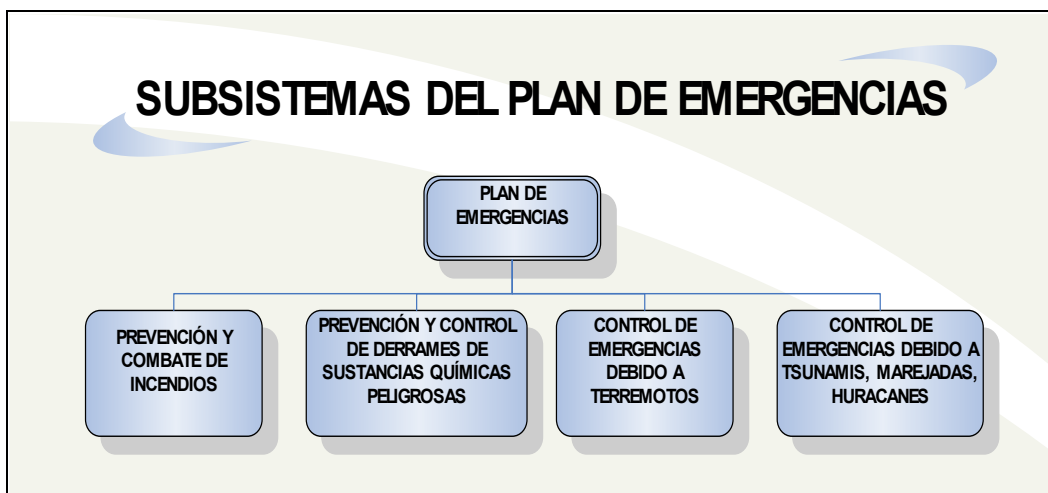 SUBSISTEMAS DEL PLAN DE EMERGENCIAS
PLAN DE
EMERGENCIAS
PREVENCIÓN Y
COMBATE DE
INCENDIOS
PREVENCIÓN Y CONTROL
DE DERRAMES DE
SUSTANCIAS QUÍMICAS
PELIGROSAS
CONTROL DE
EMERGENCIAS
DEBIDO A
TERREMOTOS
CONTROL DE
EMERGENCIAS DEBIDO A
TSUNAMIS, MAREJADAS,
HURACANES